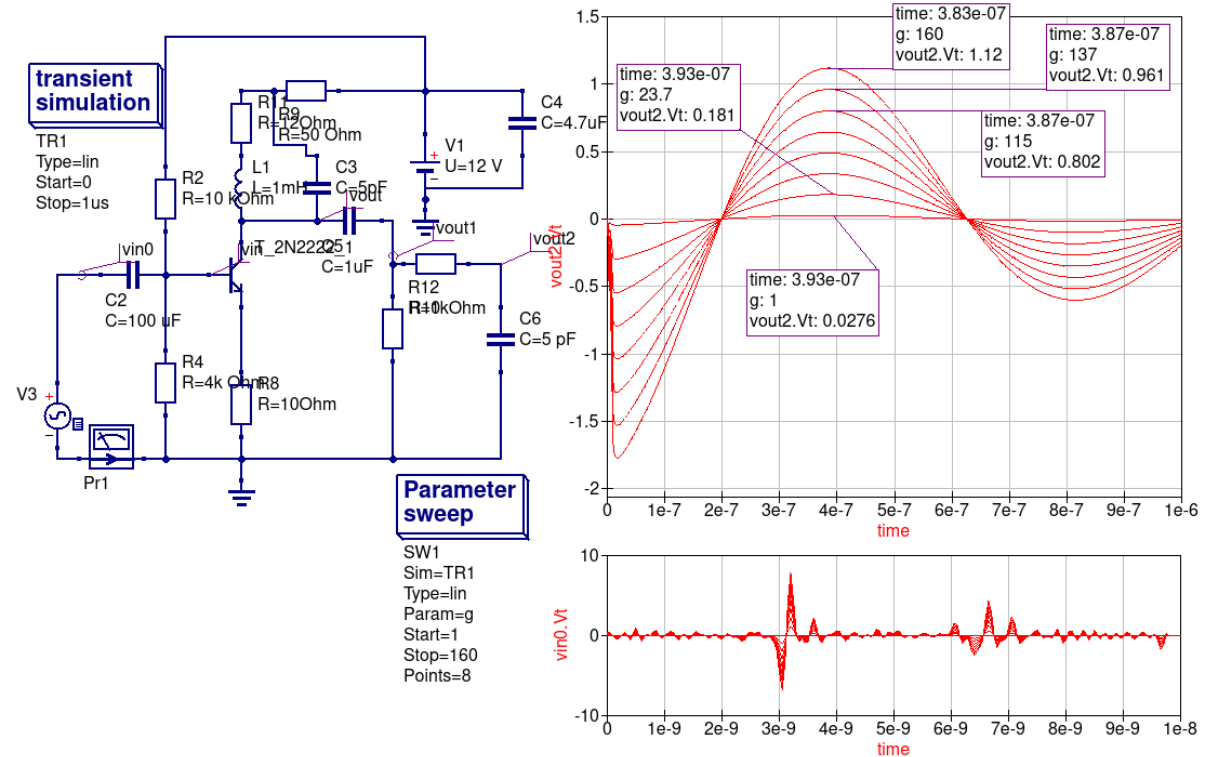 transient
simulation
TR1
Type=lin
Start=0
Stop=1us
R11
R=12Ohm
R9
R=50 Ohm
C4
C=4.7uF
V1
U=12 V
R2
R=10 kOhm
L1
L=1mH
C3
C=5pF
vout
vin0
vin
T_2N2222_1
C5
C=1uF
vout1
vout2
C2
C=100 uF
R12
R=1kOhm
C6
C=5 pF
R4
R=4k Ohm
R8
R=10Ohm
V3
Pr1
Parameter
sweep
SW1
Sim=TR1
Type=lin
Param=g
Start=1
Stop=160
Points=8
1.5
1
0.5
0
-0.5
-1
-1.5
-2
vout2.Vt
time: 3.83e-07
g: 160
vout2.Vt: 1.12
time: 3.87e-07
g: 137
vout2.Vt: 0.961
time: 3.93e-07
g: 23.7
vout2.Vt: 0.181
time: 3.87e-07
g: 115
vout2.Vt: 0.802
time: 3.93e-07
g: 1
vout2.Vt: 0.0276
0 1e-7 2e-7 3e-7 4e-7 5e-7 6e-7 7e-7 8e-7 9e-7 1e-6
time
10
0
-10
vin0.Vt
0 1e-9 2e-9 3e-9 4e-9 5e-9 6e-9 7e-9 8e-9 9e-9 1e-8
time